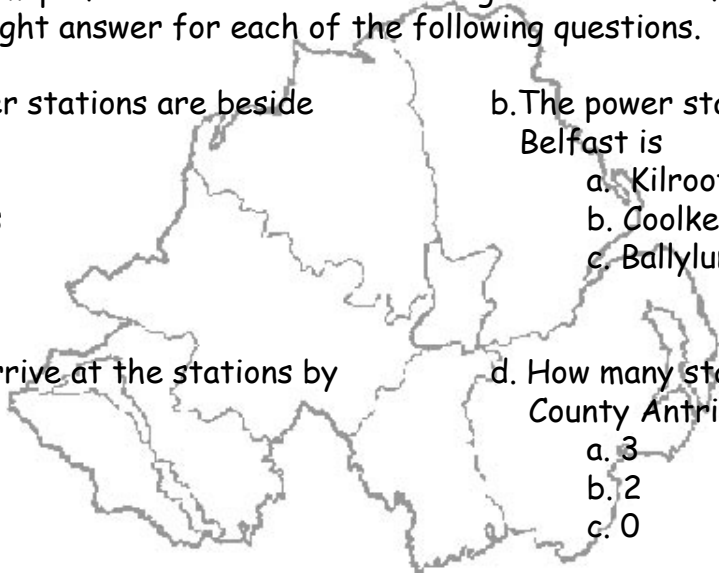 ght answer for each of the following questions.
er stations are beside
b.The power sta
Belfast is
a. Kilroot
b. Coolke
c. Ballylu
rrive at the stations by
d. How many sta
County Antri
a. 3
b. 2
c. 0